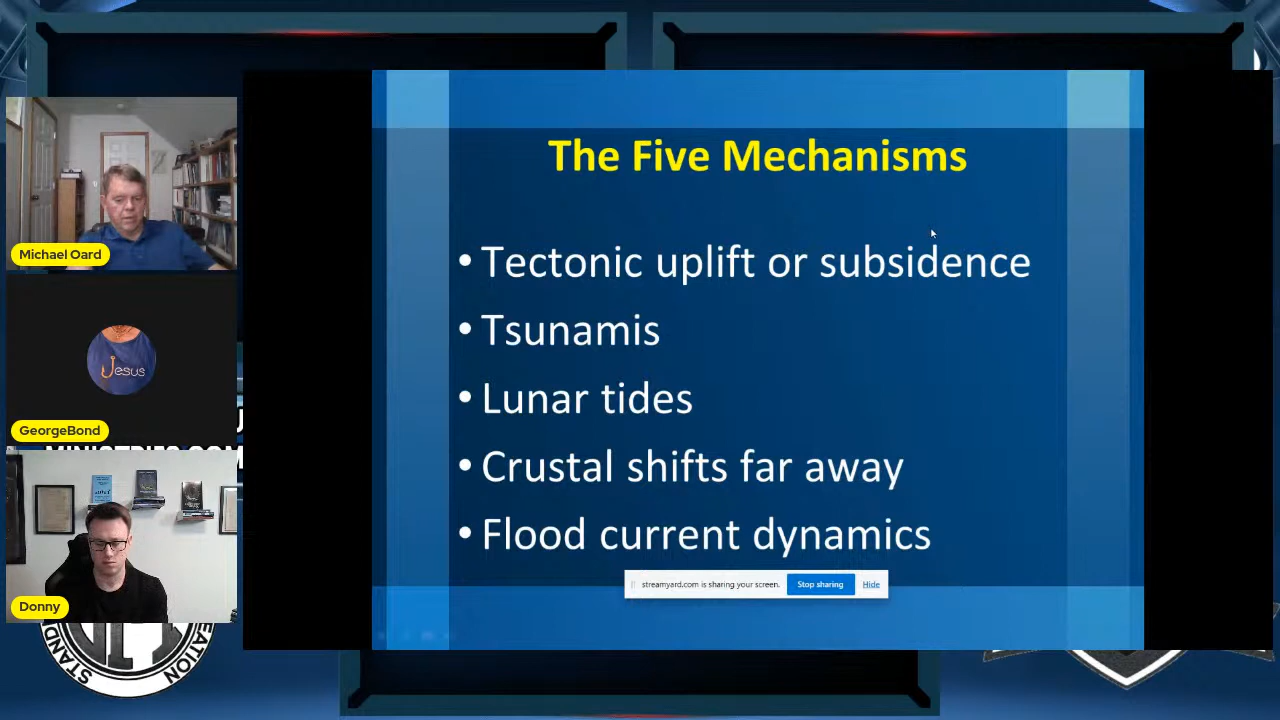 The Five Mechanisms
• Tectonic uplift or subsidence
• Tsunamis
• Lunar tides
• Crustal shifts far away
• Flood current dynamics
streamyard.com is sharing your screen. Stop sharing Hide
Michael Oard
Jesus
GeorgeBond
Donny